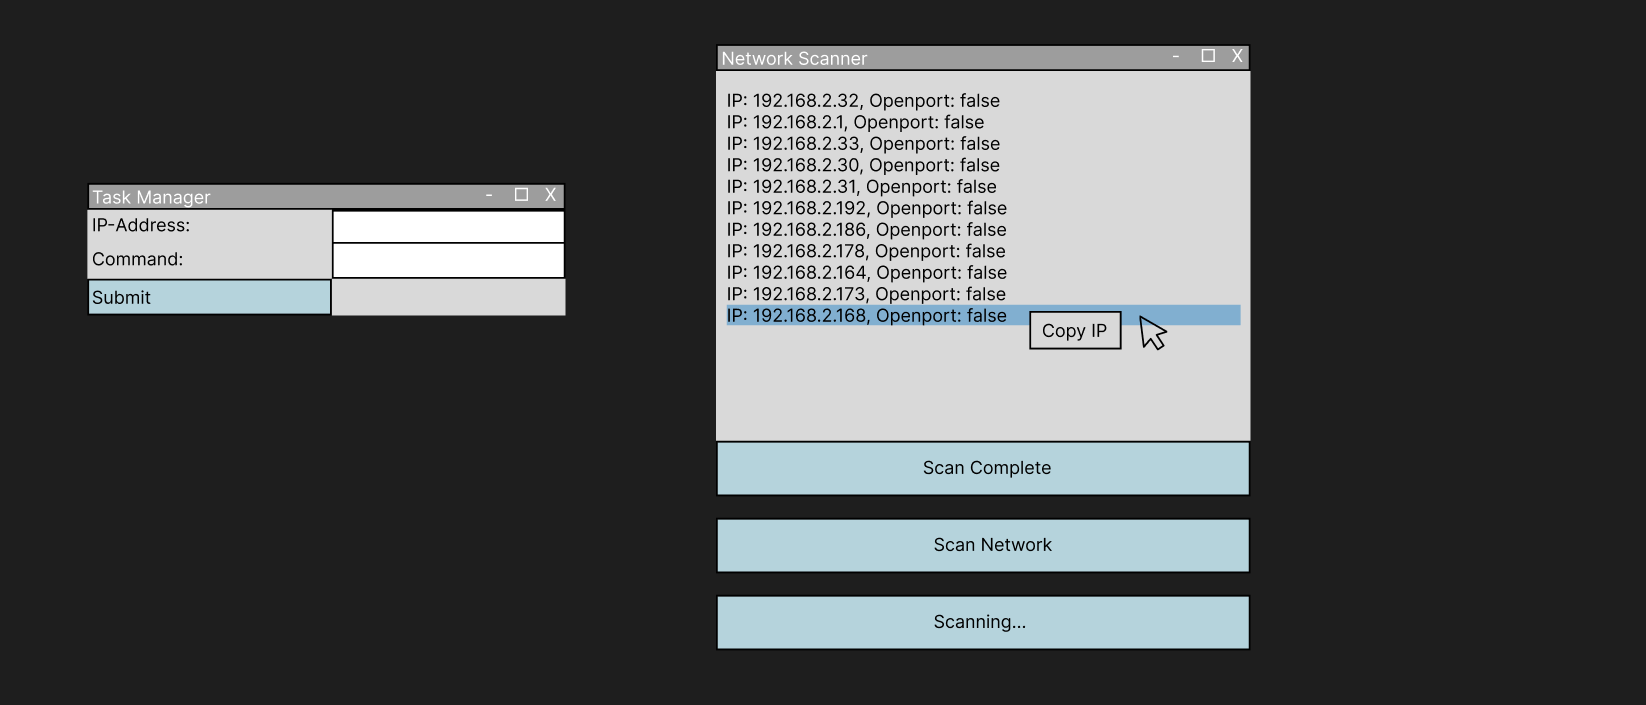 Task Manager - □ X
IP-Address:
Command:
Submit
Network Scanner - □ X
IP: 192.168.2.32, Openport: false
IP: 192.168.2.1, Openport: false
IP: 192.168.2.33, Openport: false
IP: 192.168.2.30, Openport: false
IP: 192.168.2.31, Openport: false
IP: 192.168.2.192, Openport: false
IP: 192.168.2.186, Openport: false
IP: 192.168.2.178, Openport: false
IP: 192.168.2.164, Openport: false
IP: 192.168.2.173, Openport: false
IP: 192.168.2.168, Openport: false
Copy IP
Scan Complete
Scan Network
Scanning...